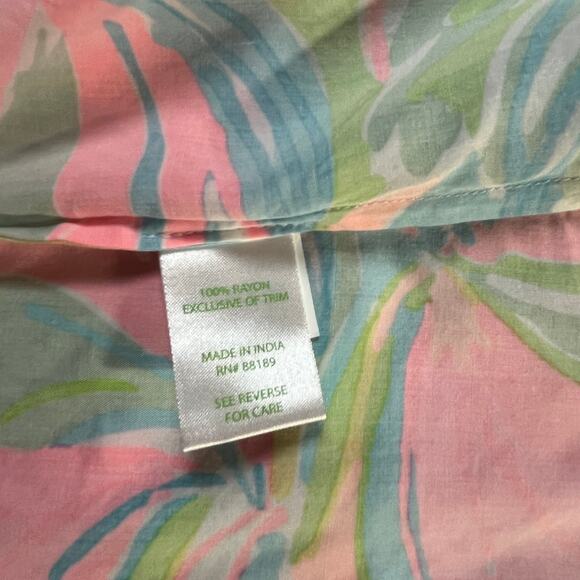 100% RAYON
EXCLUSIVE OF TRIM
MADE IN INDIA
RN# 88189
SEE REVERSE
FOR CARE